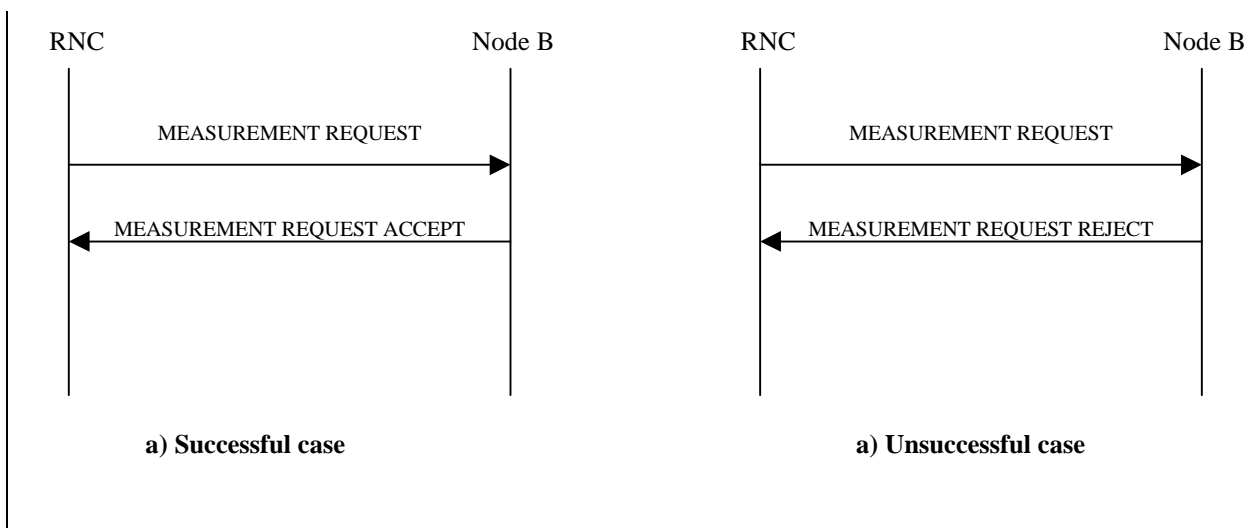 RNC
Node B
MEASUREMENT REQUEST
MEASUREMENT REQUEST ACCEPT
a) Successful case
RNC
Node B
MEASUREMENT REQUEST
MEASUREMENT REQUEST REJECT
a) Unsuccessful case